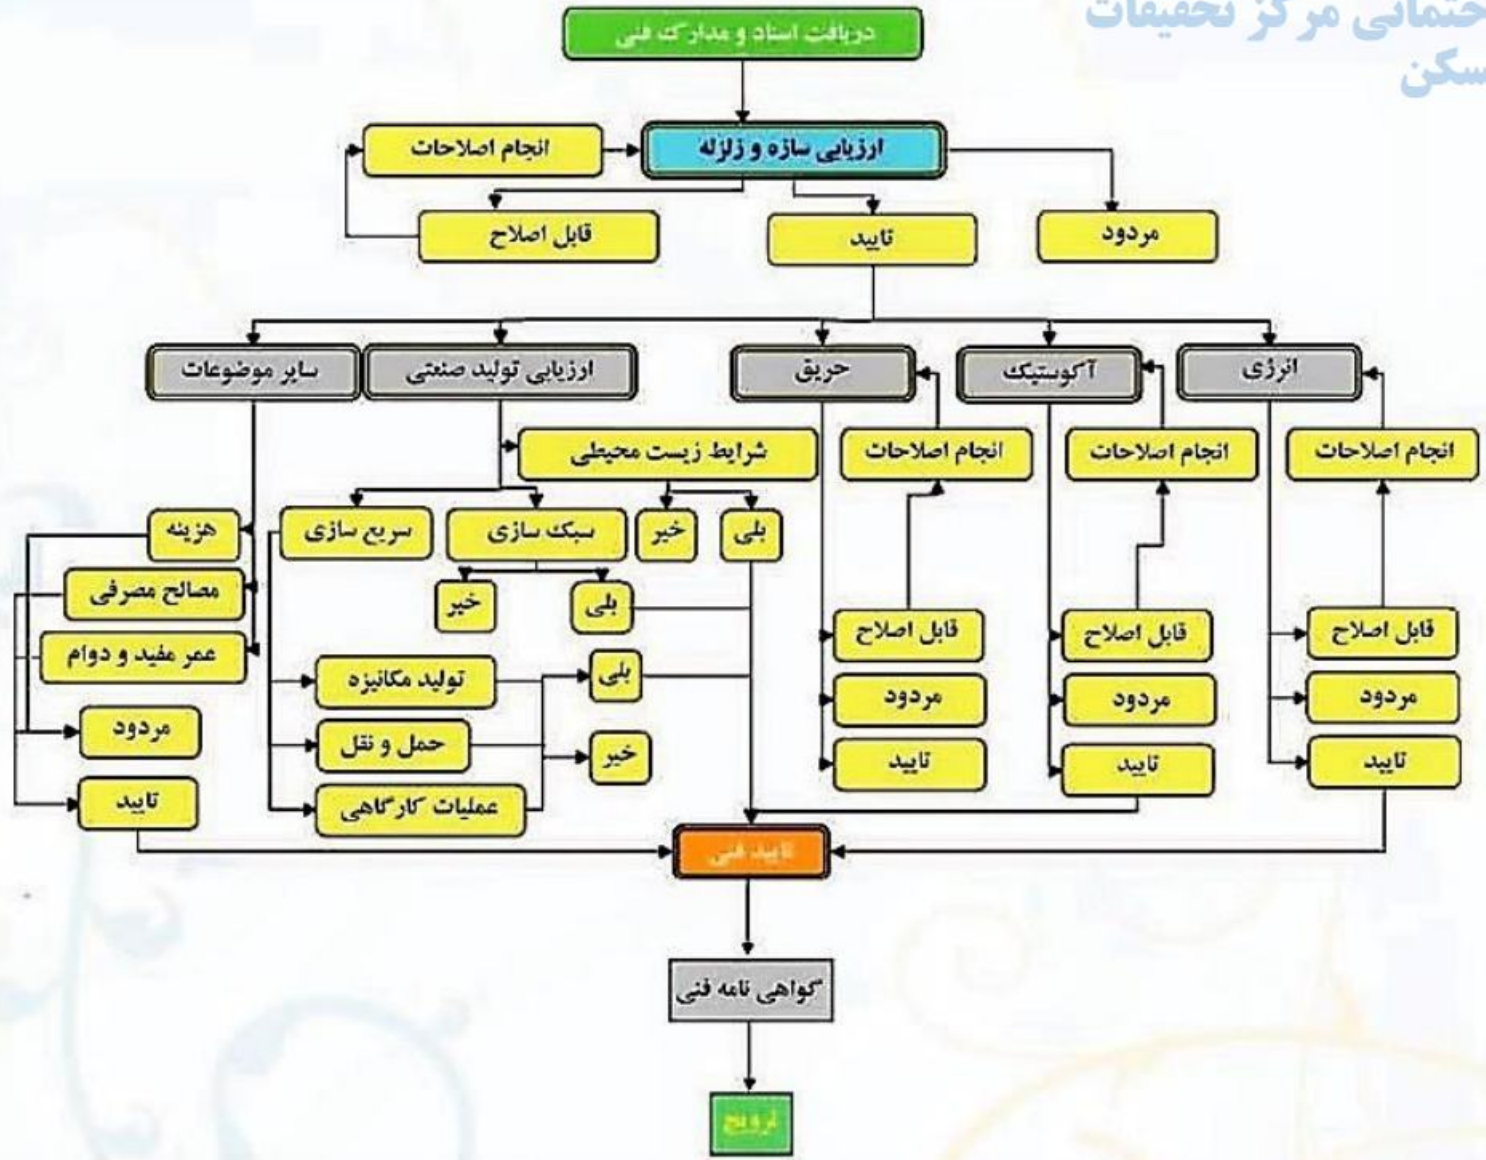 ختمانی مرکز تحقیقات
سکن
دریافت اسناد و مدارک فنی
ارزیابی سازه و زلزله
انجام اصلاحات
قابل اصلاح
تایید
مردود
انرژی
آکوستیک
حریق
ارزیابی تولید صنعتی
سایر موضوعات
انجام اصلاحات
انجام اصلاحات
انجام اصلاحات
شرایط زیست محیطی
بلی
خیر
سبک سازی
سریع سازی
هزینه
بلی
خیر
مصالح مصرفی
قابل اصلاح
قابل اصلاح
قابل اصلاح
عمر مفید و دوام
بلی
تولید مکانیزه
مردود
مردود
مردود
مردود
خیر
حمل و نقل
تایید
تایید
تایید
عملیات کارگاهی
تایید
تایید فنی
گواهی نامه فنی
ترویج